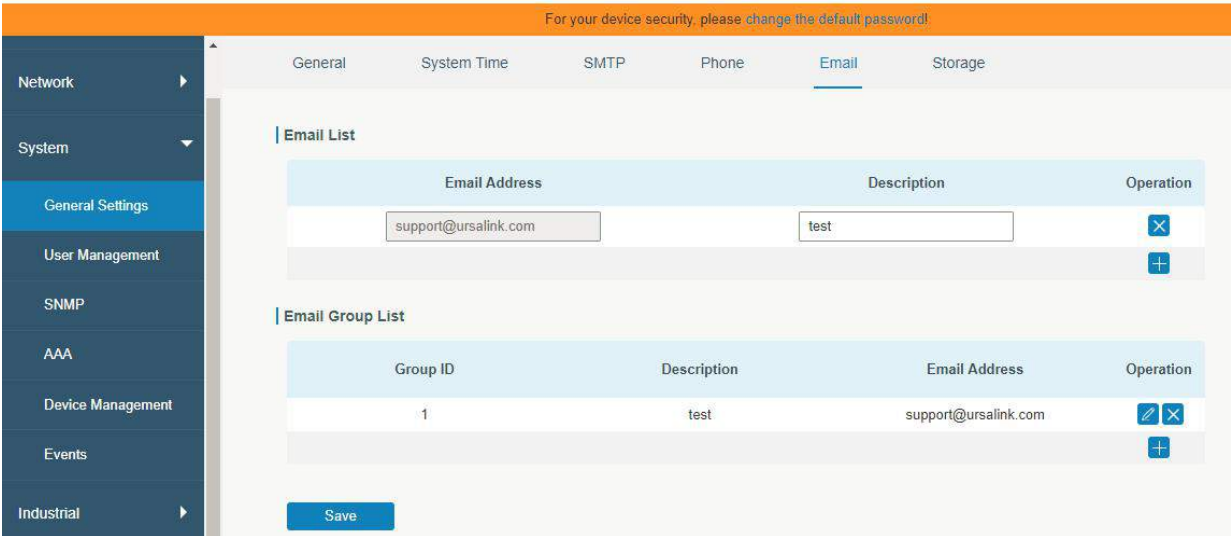 For your device security, please change the default password!
Network
System
General Settings
User Management
SNMP
AAA
Device Management
Events
Industrial
General System Time SMTP Phone Email Storage
Email List
Email Address Description Operation
support@ursalink.com test
Email Group List
Group ID Description Email Address Operation
1 test support@ursalink.com
Save